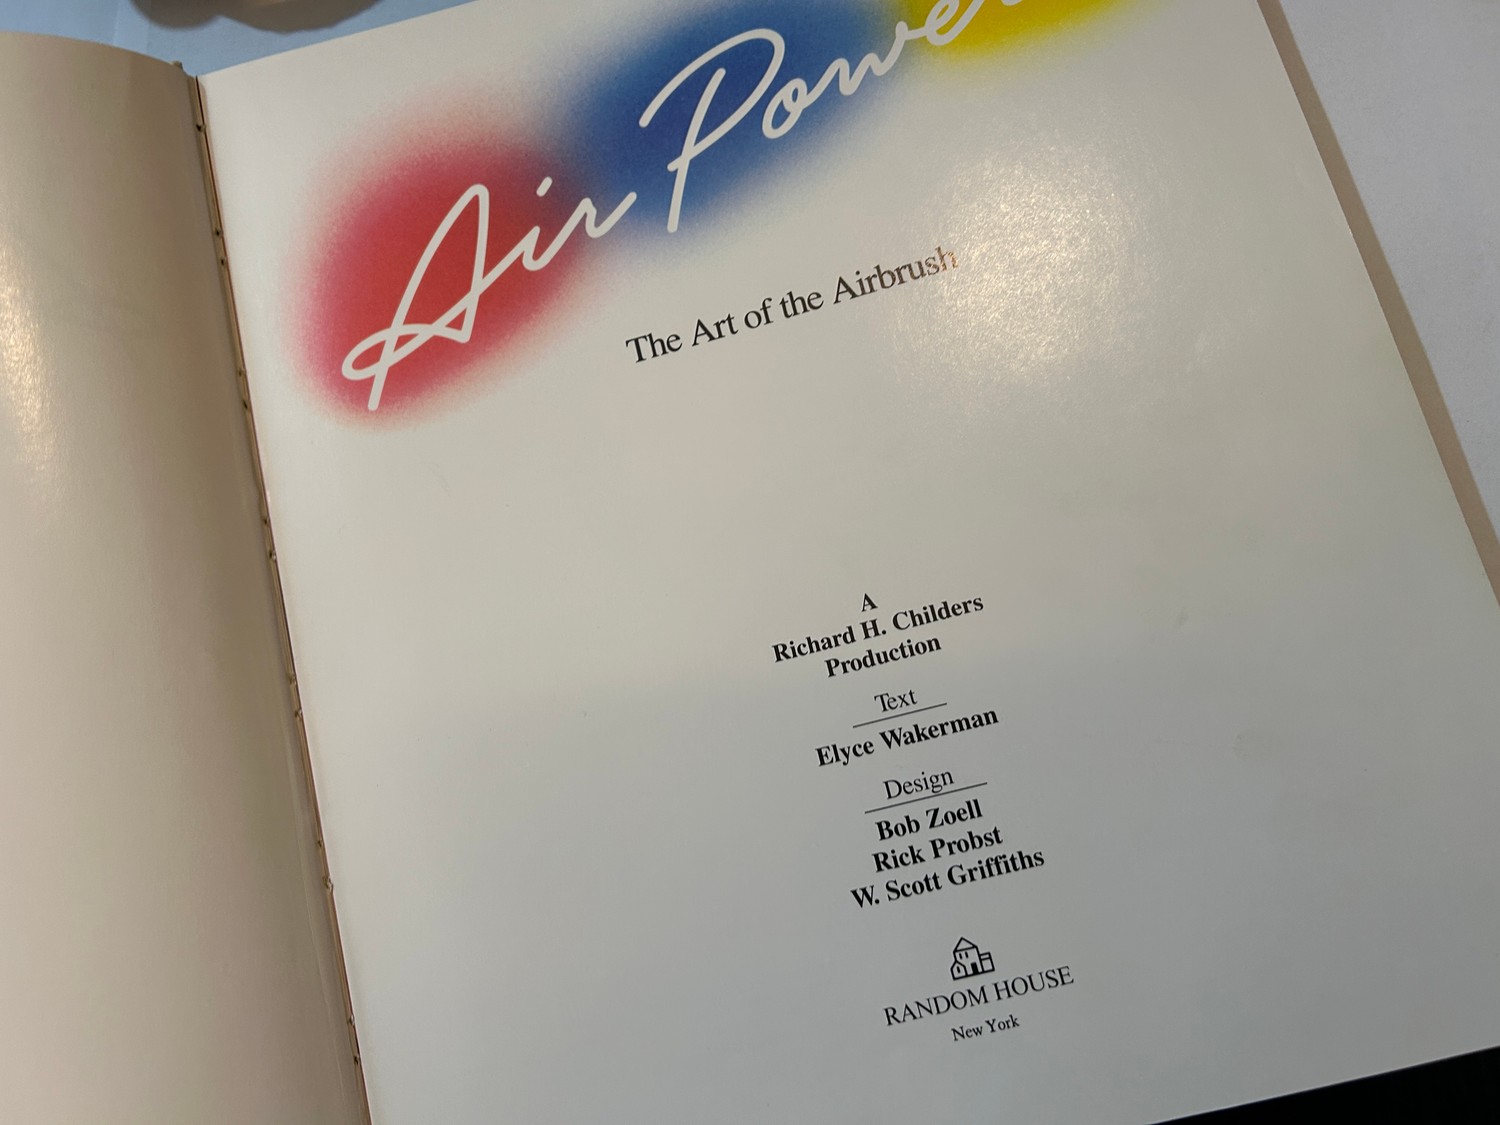 Air Power
The Art of the Airbrush
A
Richard H. Childers
Production
Text
Elyce Wakerman
Design
Bob Zoell
Rick Probst
W. Scott Griffiths
RANDOM HOUSE
New York